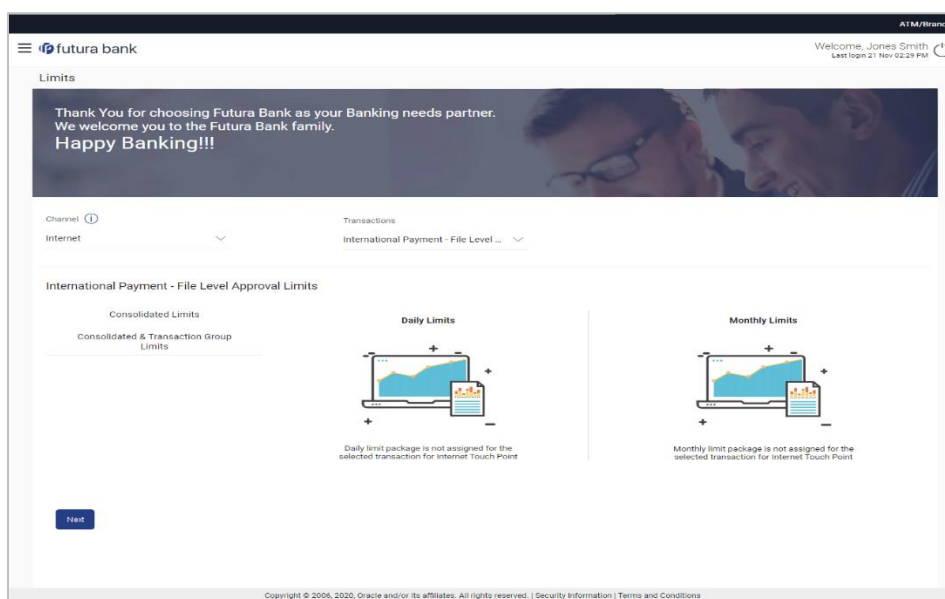 ATM/Branc
futura bank
Welcome, Jones Smith
Last login 21 Nov 02:29 PM
Limits
Thank You for choosing Futura Bank as your Banking needs partner.
We welcome you to the Futura Bank family.
Happy Banking!!!
Channel
Transactions
Internet
International Payment - File Level ...
International Payment - File Level Approval Limits
Consolidated Limits
Consolidated & Transaction Group
Limits
Daily Limits
Daily limit package is not assigned for the
selected transaction for Internet Touch Point
Monthly Limits
Monthly limit package is not assigned for the
selected transaction for Internet Touch Point
Next
Copyright © 2006, 2020, Oracle and/or its affiliates. All rights reserved. | Security Information | Terms and Conditions